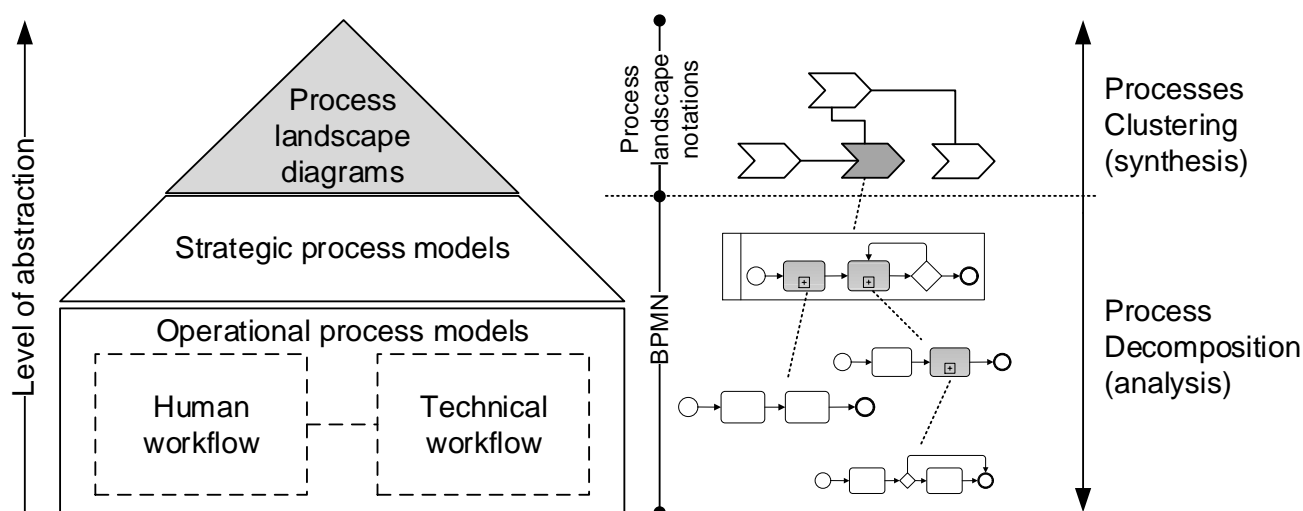 Level of abstraction
Process
landscape
diagrams
Strategic process models
Operational process models
Human
workflow
Technical
workflow
Process
landscape
notations
BPMN
Processes
Clustering
(synthesis)
Process
Decomposition
(analysis)